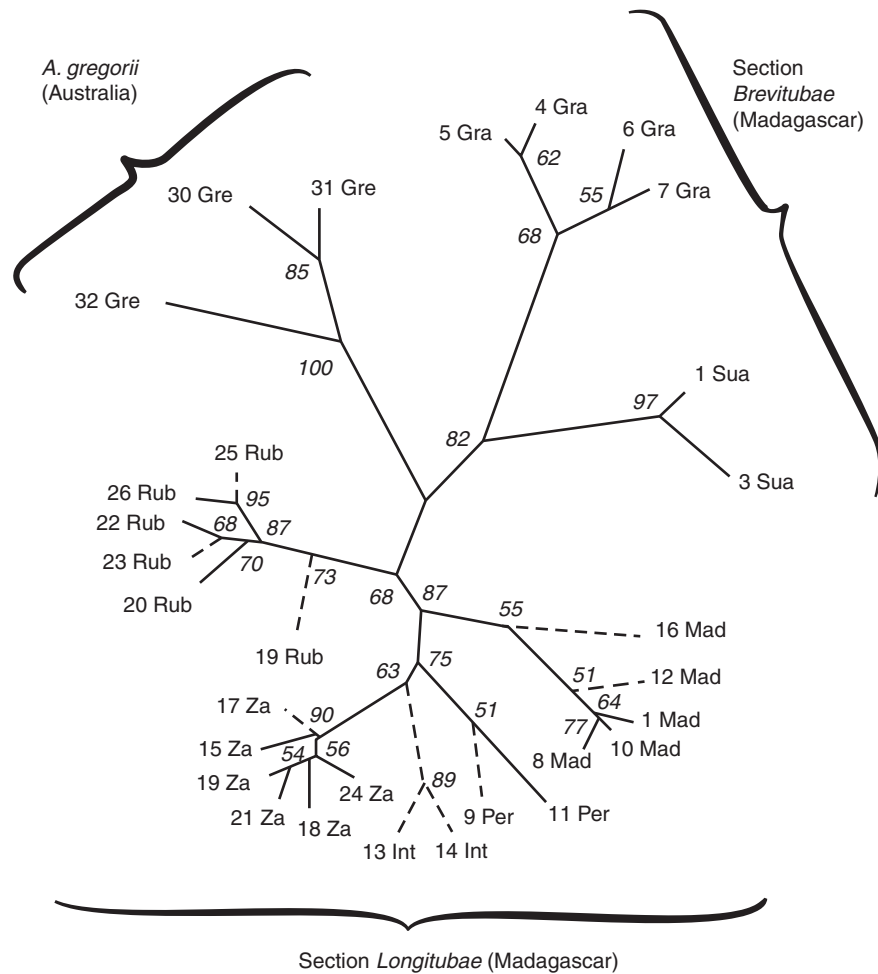 A. gregorii
(Australia)
Section
Brevitubae
(Madagascar)
4 Gra
5 Gra
6 Gra
62
55
7 Gra
68
30 Gre
31 Gre
85
32 Gre
100
1 Sua
97
82
3 Sua
25 Rub
26 Rub
95
22 Rub
68
87
23 Rub
70
73
20 Rub
19 Rub
68
87
55
16 Mad
63
75
51
12 Mad
64
1 Mad
77
10 Mad
8 Mad
17 Za
90
51
15 Za
54
56
19 Za
24 Za
89
21 Za
18 Za
9 Per
11 Per
13 Int
14 Int
Section Longitubae (Madagascar)